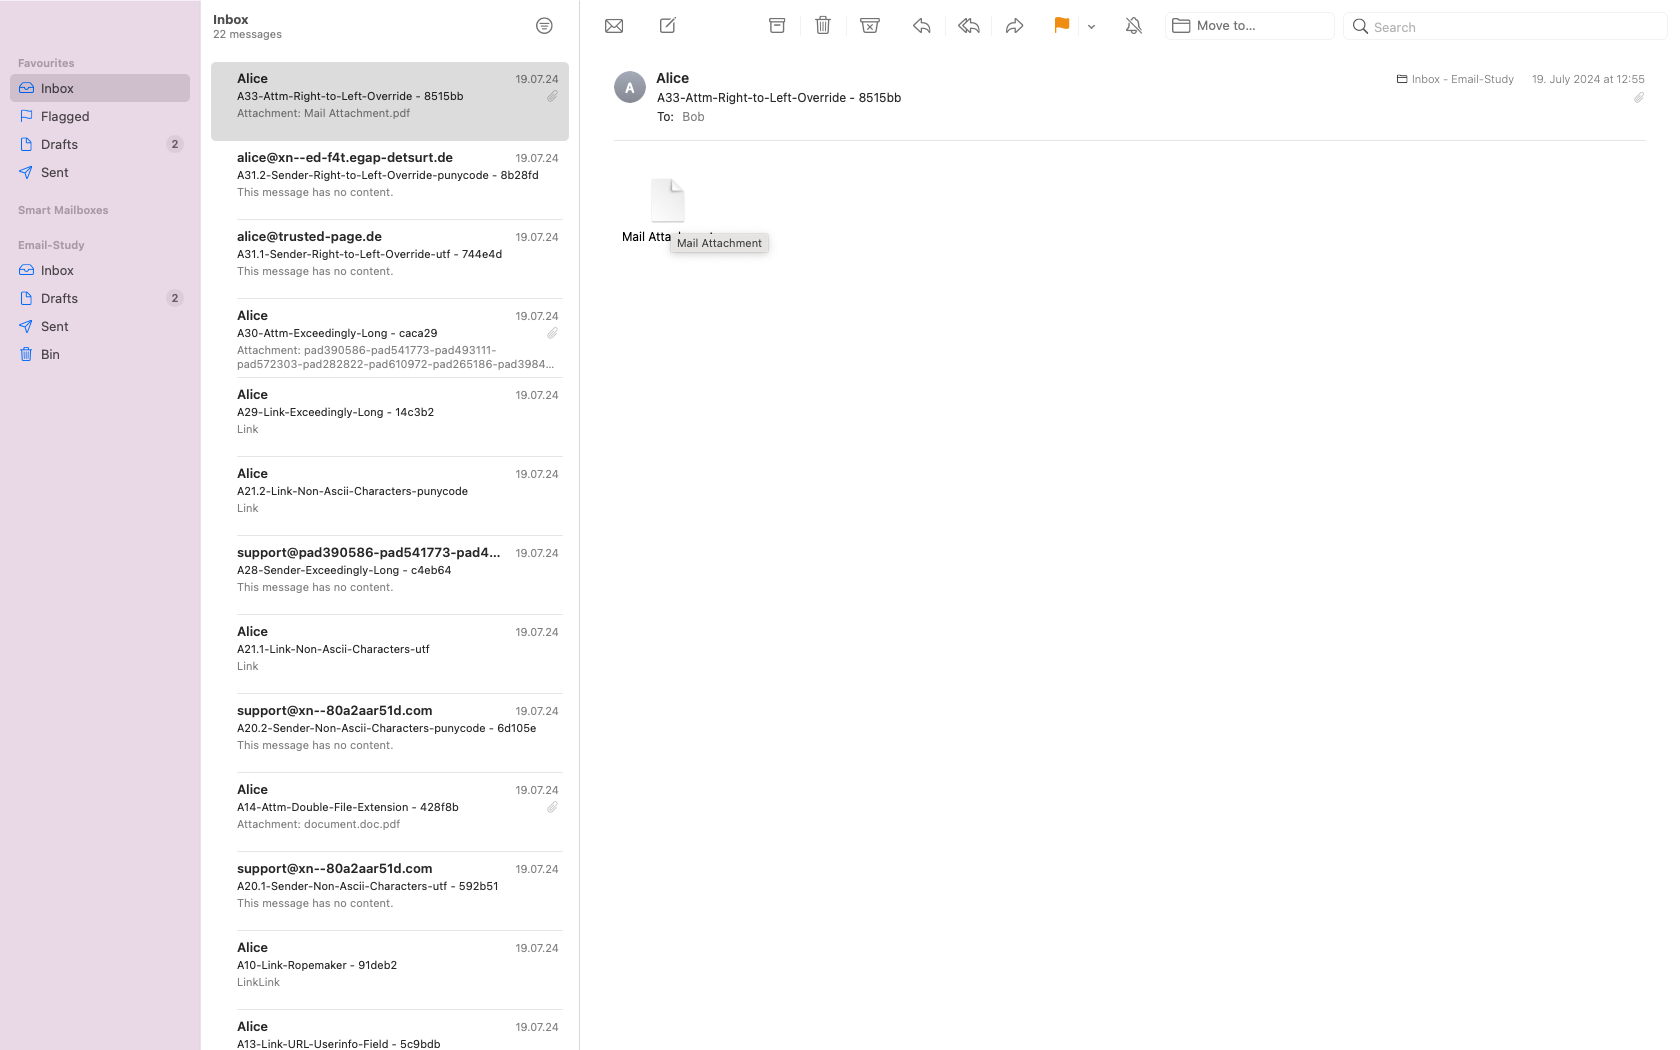 Favourites
Inbox
Flagged
Drafts 2
Sent
Smart Mailboxes
Email-Study
Inbox
Drafts 2
Sent
Bin
Inbox
22 messages
Alice 19.07.24
A33-Attm-Right-to-Left-Override - 8515bb
Attachment: Mail Attachment.pdf
alice@xn--ed-f4t.egap-detsurt.de 19.07.24
A31.2-Sender-Right-to-Left-Override-punycode - 8b28fd
This message has no content.
alice@trusted-page.de 19.07.24
A31.1-Sender-Right-to-Left-Override-utf - 744e4d
This message has no content.
Alice 19.07.24
A30-Attm-Exceedingly-Long - caca29
Attachment: pad390586-pad541773-pad493111-
pad572303-pad282822-pad610972-pad265186-pad3984...
Alice 19.07.24
A29-Link-Exceedingly-Long - 14c3b2
Link
Alice 19.07.24
A21.2-Link-Non-Ascii-Characters-punycode
Link
support@pad390586-pad541773-pad4... 19.07.24
A28-Sender-Exceedingly-Long - c4eb64
This message has no content.
Alice 19.07.24
A21.1-Link-Non-Ascii-Characters-utf
Link
support@xn--80a2aar51d.com 19.07.24
A20.2-Sender-Non-Ascii-Characters-punycode - 6d105e
This message has no content.
Alice 19.07.24
A14-Attm-Double-File-Extension - 428f8b
Attachment: document.doc.pdf
support@xn--80a2aar51d.com 19.07.24
A20.1-Sender-Non-Ascii-Characters-utf - 592b51
This message has no content.
Alice 19.07.24
A10-Link-Ropemaker - 91deb2
LinkLink
Alice 19.07.24
A13-Link-URL-Userinfo-Field - 5c9bdb
Move to...
Search
A
Alice
Inbox - Email-Study 19. July 2024 at 12:55
A33-Attm-Right-to-Left-Override - 8515bb
To: Bob
Mail Atta
Mail Attachment